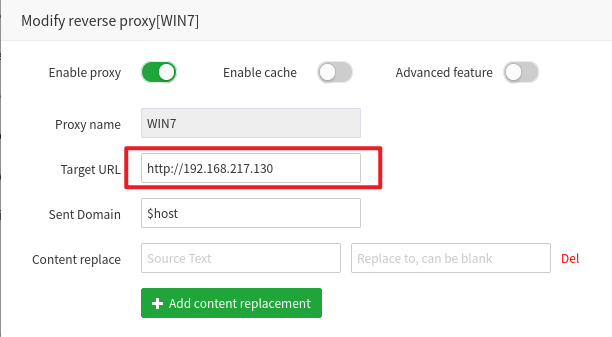 Modify reverse proxy[WIN7]
Enable proxy Enable cache Advanced feature
Proxy name WIN7
Target URL http://192.168.217.130
Sent Domain $host
Content replace Source Text Replace to, can be blank Del
+ Add content replacement